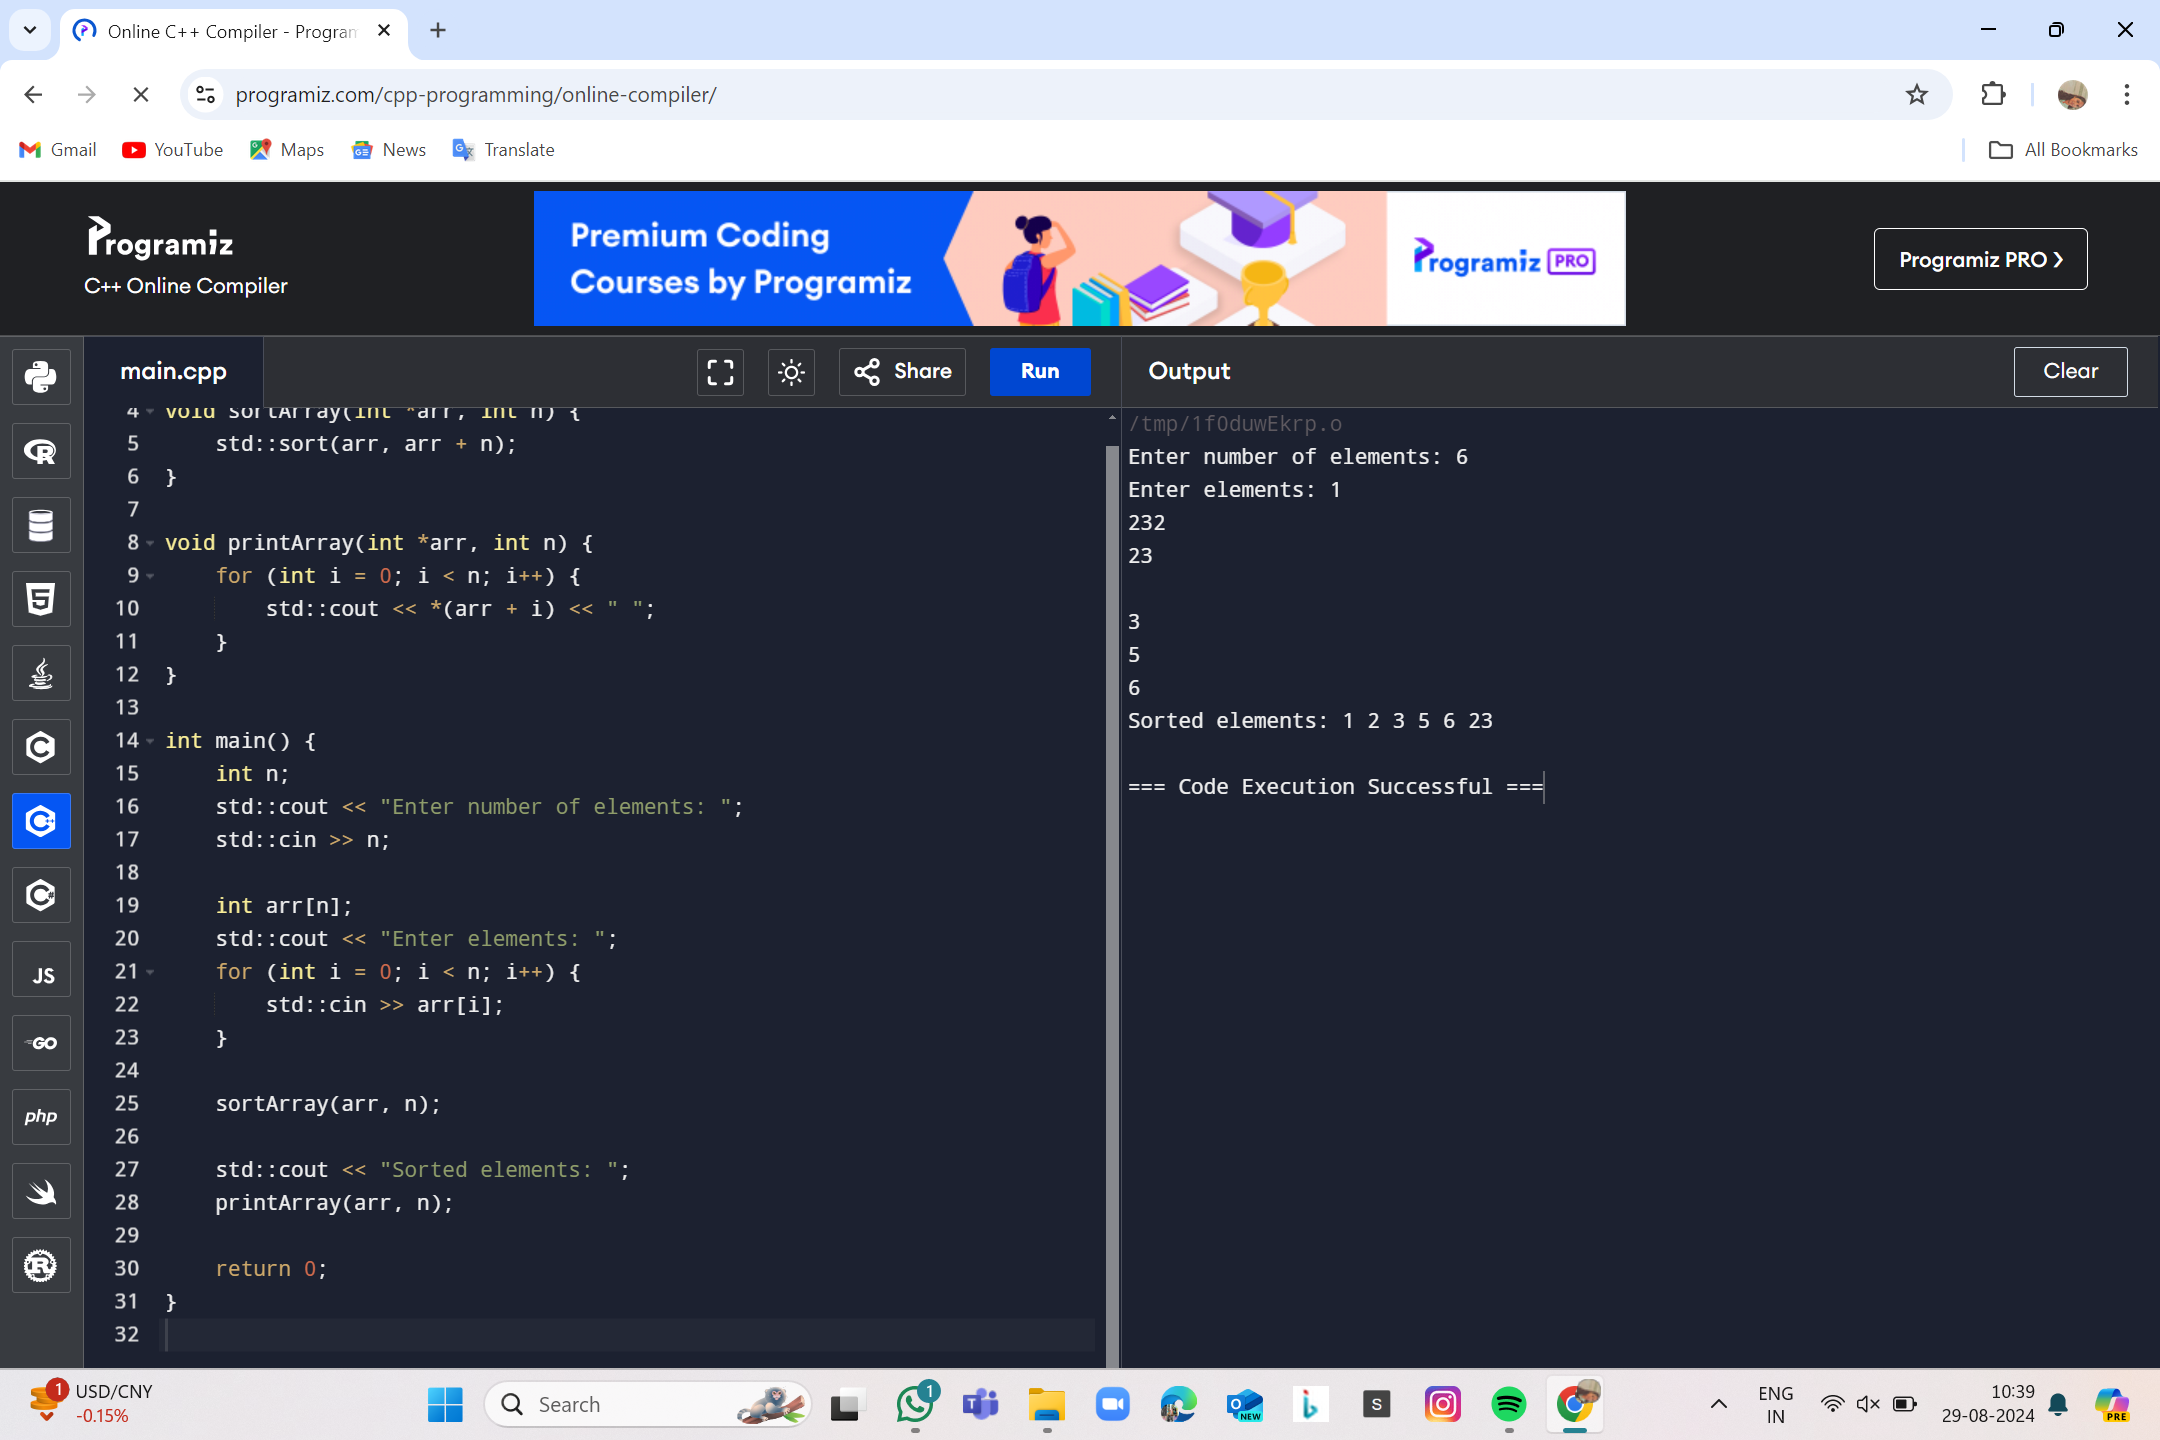 Online C++ Compiler - Program
programiz.com/cpp-programming/online-compiler/
Gmail
YouTube
Maps
News
Translate
All Bookmarks
Programiz
C++ Online Compiler
Premium Coding
Courses by Programiz
Programiz PRO
Programiz PRO
main.cpp
Share
Run
Output
Clear
4 void sortArray(int *arr, int n) {
5 std::sort(arr, arr + n);
6 }
7
8 void printArray(int *arr, int n) {
9 for (int i = 0; i < n; i++) {
10 std::cout << *(arr + i) << " ";
11 }
12 }
13
14 int main() {
15 int n;
16 std::cout << "Enter number of elements: ";
17 std::cin >> n;
18
19 int arr[n];
20 std::cout << "Enter elements: ";
21 for (int i = 0; i < n; i++) {
22 std::cin >> arr[i];
23 }
24
25 sortArray(arr, n);
26
27 std::cout << "Sorted elements: ";
28 printArray(arr, n);
29
30 return 0;
31 }
32
/tmp/1f0duwEkrp.o
Enter number of elements: 6
Enter elements: 1
232
23
3
5
6
Sorted elements: 1 2 3 5 6 23
=== Code Execution Successful ===
JS
GO
php
1
USD/CNY
-0.15%
Search
1
NEW
S
ENG
IN
10:39
29-08-2024
PRE